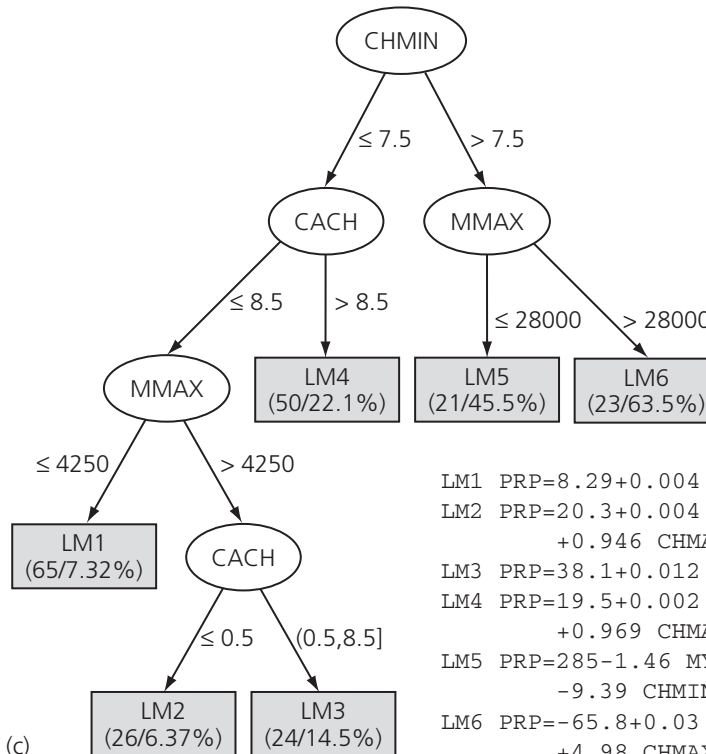 CHMIN
≤ 7.5
> 7.5
CACH
MMAX
≤ 8.5
> 8.5
≤ 28000
> 28000
MMAX
LM4
(50/22.1%)
LM5
(21/45.5%)
LM6
(23/63.5%)
≤ 4250
> 4250
LM1
(65/7.32%)
CACH
≤ 0.5
(0.5,8.5]
LM2
(26/6.37%)
LM3
(24/14.5%)
LM1 PRP=8.29+0.004
LM2 PRP=20.3+0.004
+0.946 CHMA
LM3 PRP=38.1+0.012
LM4 PRP=19.5+0.002
+0.969 CHMA
LM5 PRP=285-1.46 MY
-9.39 CHMIN
LM6 PRP=-65.8+0.03
+4.98 CHMAX
(c)